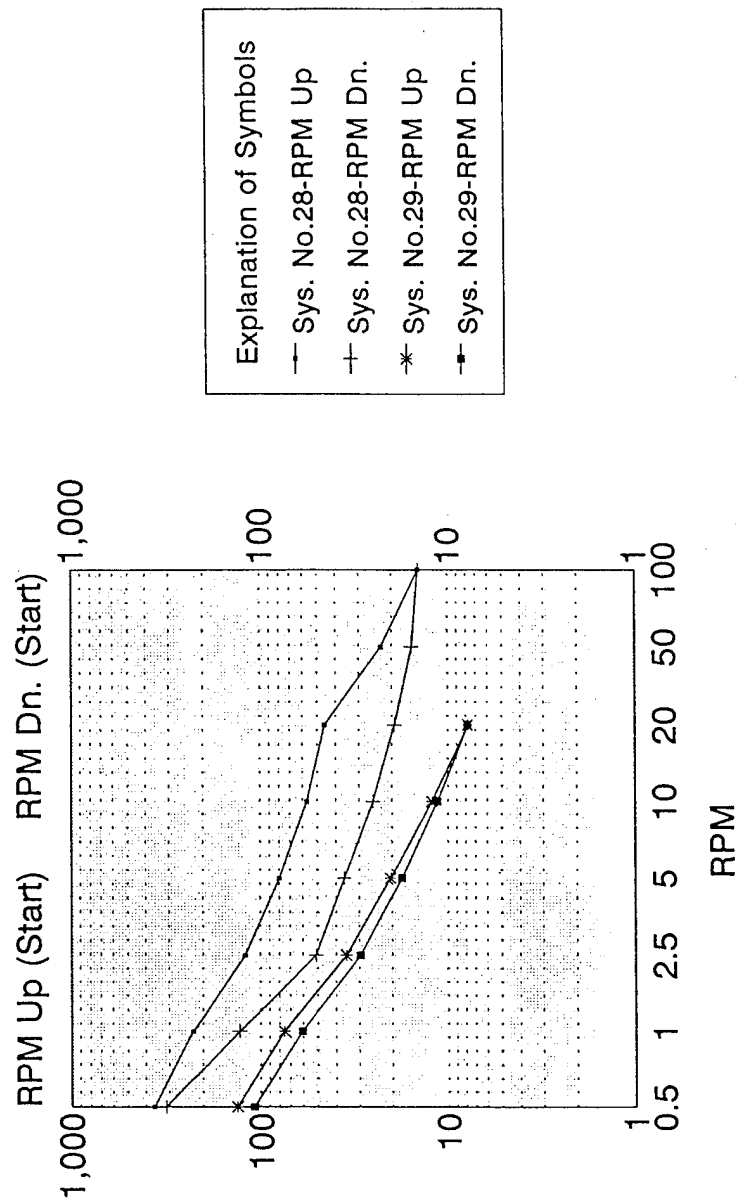 RPM Up (Start)
RPM Dn. (Start)
1,000
100
10
1
1,000
100
10
1
0.5
1
2.5
5
10
20
50
100
RPM
Explanation of Symbols
Sys. No.28-RPM Up
Sys. No.28-RPM Dn.
Sys. No.29-RPM Up
Sys. No.29-RPM Dn.